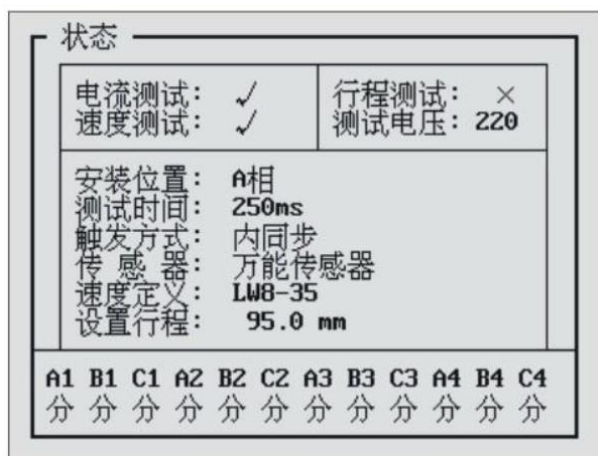 状态
电流测试： ✓ 行程测试： ×
速度测试： ✓ 测试电压：220
安装位置： A相
测试时间： 250ms
触发方式： 内同步
传 感 器： 万能传感器
速度定义： LW8-35
设置行程： 95.0 mm
A1 B1 C1 A2 B2 C2 A3 B3 C3 A4 B4 C4
分 分 分 分 分 分 分 分 分 分 分 分